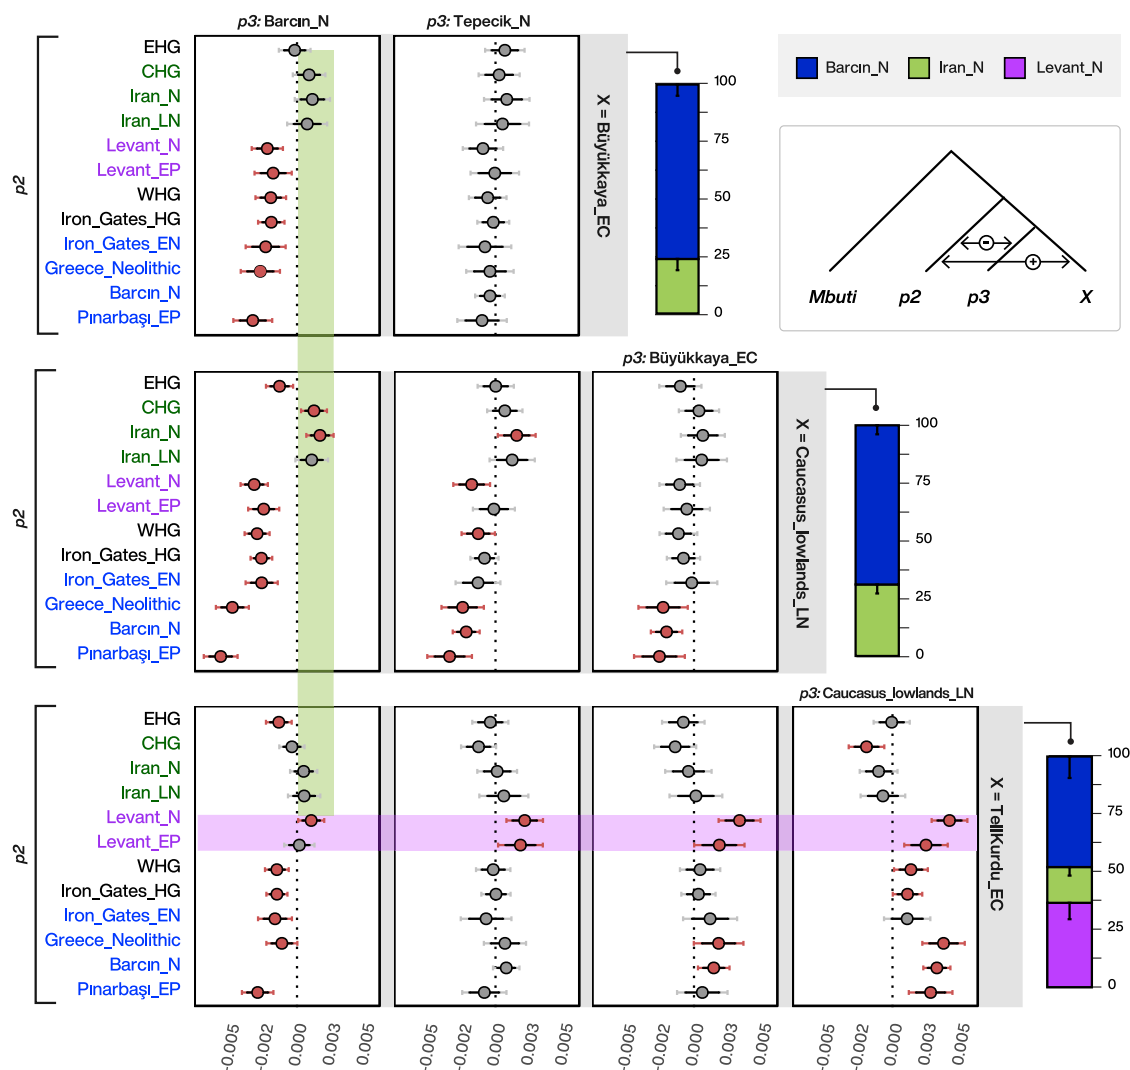 p3: Barcın_N
p3: Tepecik_N
p2
EHG
CHG
Iran_N
Iran_LN
Levant_N
Levant_EP
WHG
Iron_Gates_HG
Iron_Gates_EN
Greece_Neolithic
Barcın_N
Pınarbaşı_EP
X = Büyükkaya_EC
100
75
50
25
0
Barcın_N
Iran_N
Levant_N
-
+
Mbuti
p2
p3
X
p3: Büyükkaya_EC
p2
EHG
CHG
Iran_N
Iran_LN
Levant_N
Levant_EP
WHG
Iron_Gates_HG
Iron_Gates_EN
Greece_Neolithic
Barcın_N
Pınarbaşı_EP
X = Caucasus_lowlands_LN
100
75
50
25
0
p3: Caucasus_lowlands_LN
p2
EHG
CHG
Iran_N
Iran_LN
Levant_N
Levant_EP
WHG
Iron_Gates_HG
Iron_Gates_EN
Greece_Neolithic
Barcın_N
Pınarbaşı_EP
X = TellKurdu_EC
100
75
50
25
0
-0.005 -0.002 0.000 0.003 0.005
-0.005 -0.002 0.000 0.003 0.005
-0.005 -0.002 0.000 0.003 0.005
-0.005 -0.002 0.000 0.003 0.005